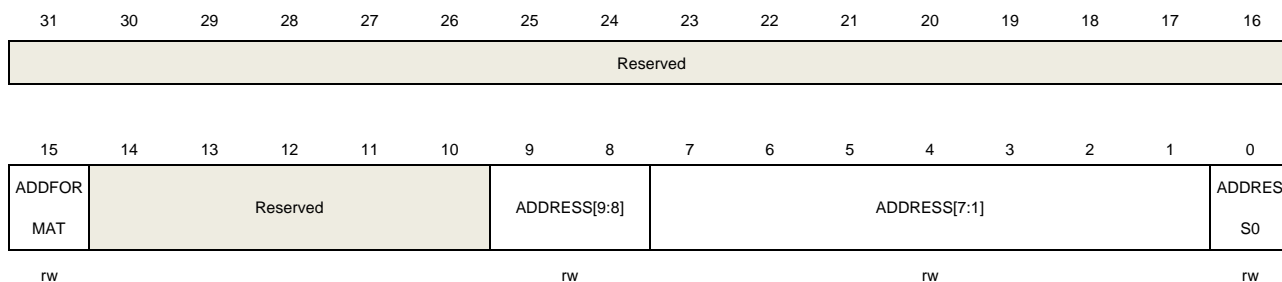 31 30 29 28 27 26 25 24 23 22 21 20 19 18 17 16
Reserved
15 14 13 12 11 10 9 8 7 6 5 4 3 2 1 0
ADDFOR
MAT
Reserved
ADDRESS[9:8]
ADDRESS[7:1]
ADDRES
S0
rw rw rw rw